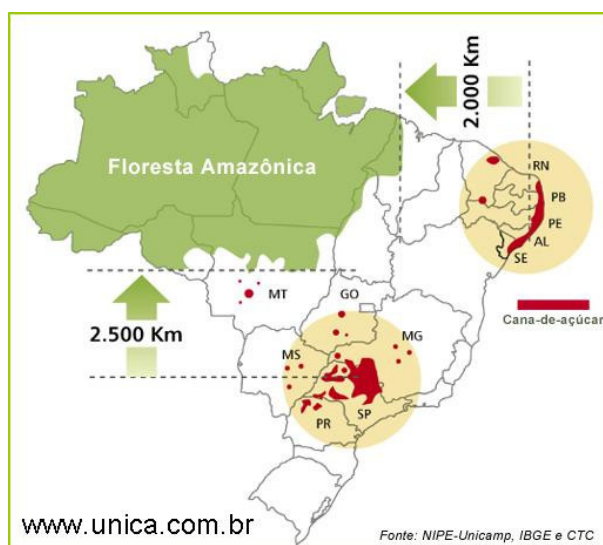 2.000 Km
Floresta Amazônica
RN
PB
PE
AL
SE
MT
GO
2.500 Km
MS
MG
Cana-de-açúcar
PR
SP
www.unica.com.br
Fonte: NIPE-Unicamp, IBGE e CTC